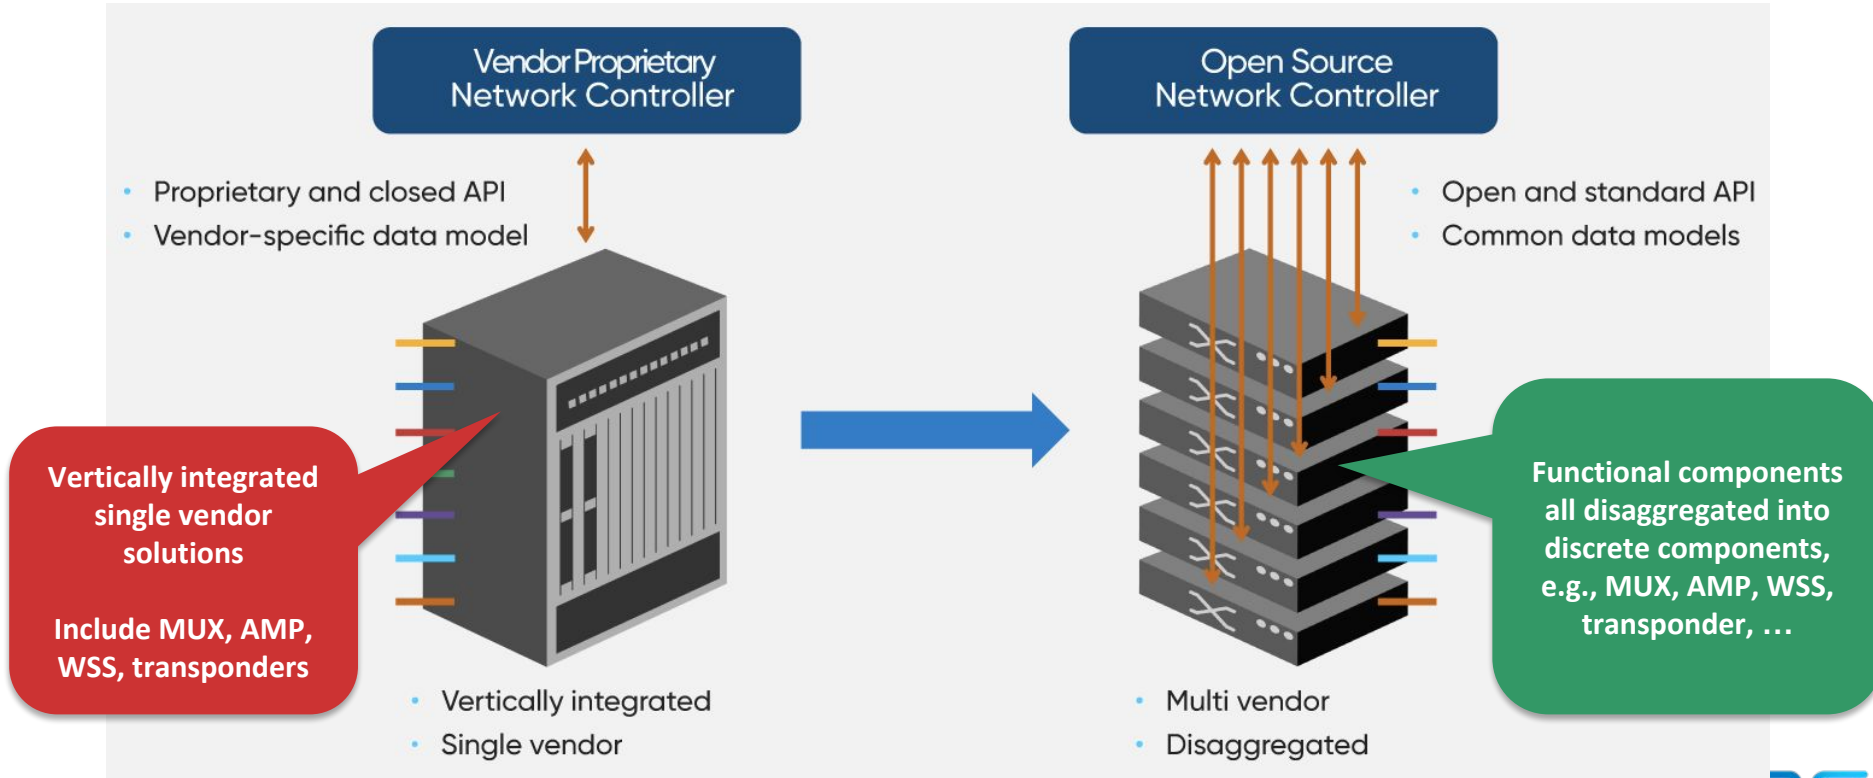 Vendor Proprietary
Network Controller
Open Source
Network Controller
• Proprietary and closed API
• Vendor-specific data model
• Open and standard API
• Common data models
Vertically integrated
single vendor
solutions
Include MUX, AMP,
WSS, transponders
Functional components
all disaggregated into
discrete components,
e.g., MUX, AMP, WSS,
transponder, …
• Vertically integrated
• Single vendor
• Multi vendor
• Disaggregated